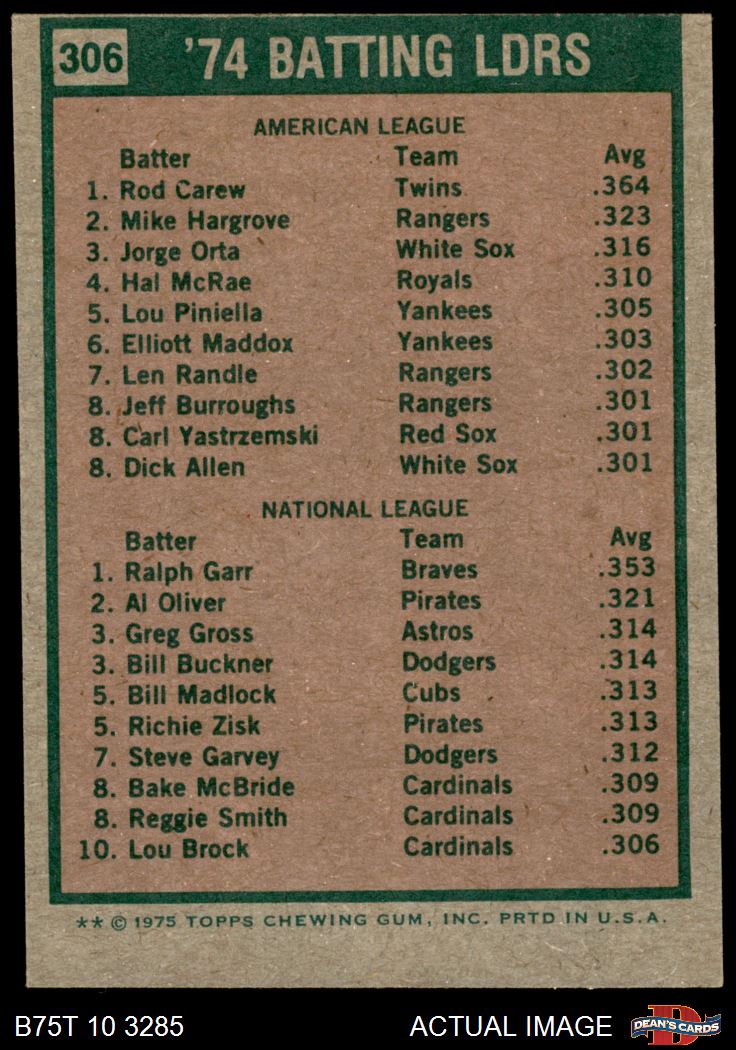 306 '74 BATTING LDRS
AMERICAN LEAGUE
Batter Team Avg
1. Rod Carew Twins .364
2. Mike Hargrove Rangers .323
3. Jorge Orta White Sox .316
4. Hal McRae Royals .310
5. Lou Piniella Yankees .305
6. Elliott Maddox Yankees .303
7. Len Randle Rangers .302
8. Jeff Burroughs Rangers .301
8. Carl Yastrzemski Red Sox .301
8. Dick Allen White Sox .301
NATIONAL LEAGUE
Batter Team Avg
1. Ralph Garr Braves .353
2. Al Oliver Pirates .321
3. Greg Gross Astros .314
3. Bill Buckner Dodgers .314
5. Bill Madlock Cubs .313
5. Richie Zisk Pirates .313
7. Steve Garvey Dodgers .312
8. Bake McBride Cardinals .309
8. Reggie Smith Cardinals .309
10. Lou Brock Cardinals .306
** © 1975 TOPPS CHEWING GUM, INC. PRTD IN U.S.A.
B75T 10 3285 ACTUAL IMAGE D DEAN'S CARDS